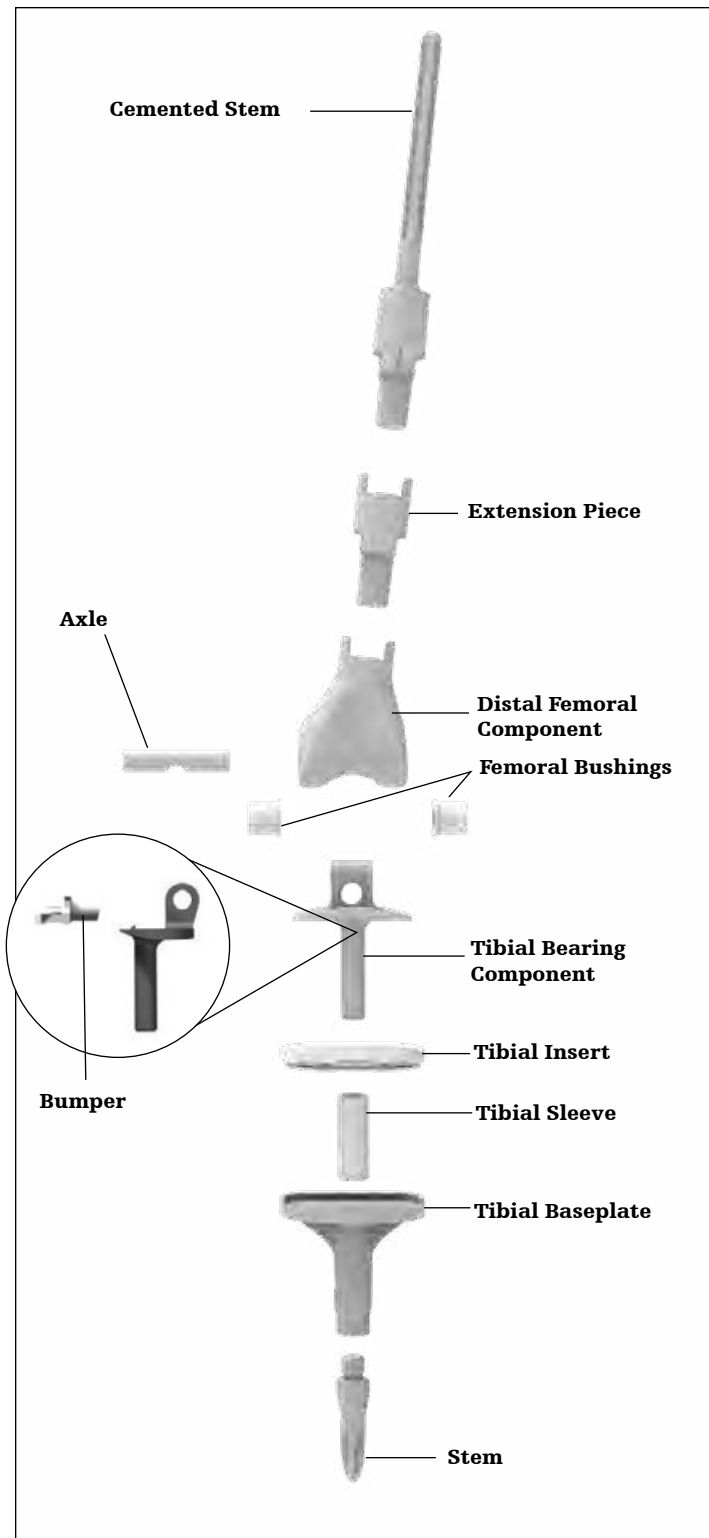 Cemented Stem
Extension Piece
Axle
Distal Femoral
Component
Femoral Bushings
Tibial Bearing
Component
Tibial Insert
Bumper
Tibial Sleeve
Tibial Baseplate
Stem